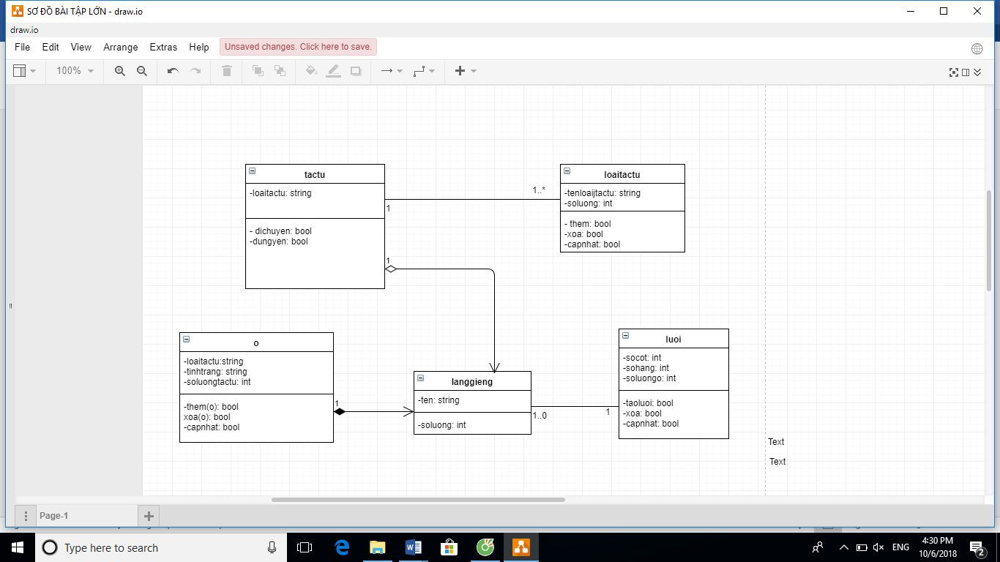 SƠ ĐỒ BÀI TẬP LỚN - draw.io
draw.io
File Edit View Arrange Extras Help Unsaved changes. Click here to save.
100%
tactu
-loaitactu: string
- dichuyen: bool
-dungyen: bool
1
1..*
1
loaitactu
-tenloaijtactu: string
-soluong: int
- them: bool
-xoa: bool
-capnhat: bool
o
-loaitactu:string
-tinhtrang: string
-soluongtactu: int
-them(o): bool
xoa(o): bool
-capnhat: bool
1
langgieng
-ten: string
-soluong: int
1..0
1
luoi
-socot: int
-sohang: int
-soluongo: int
-taoluoi: bool
-xoa: bool
-capnhat: bool
Text
Text
Page-1
Type here to search
ENG
4:30 PM
10/6/2018
2